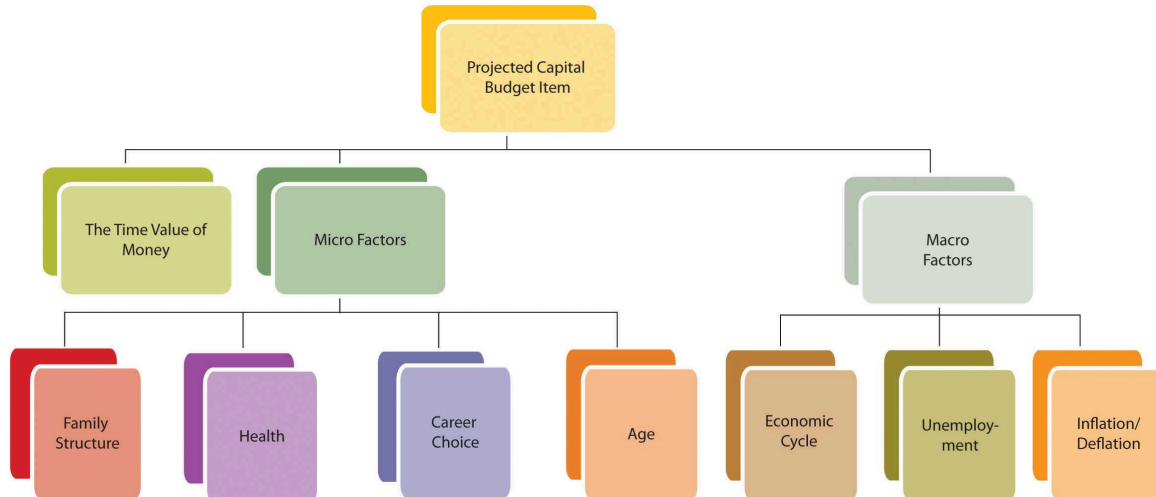 Projected Capital
Budget Item
The Time Value of
Money
Micro Factors
Macro
Factors
Family
Structure
Health
Career
Choice
Age
Economic
Cycle
Unemploy-
ment
Inflation/
Deflation